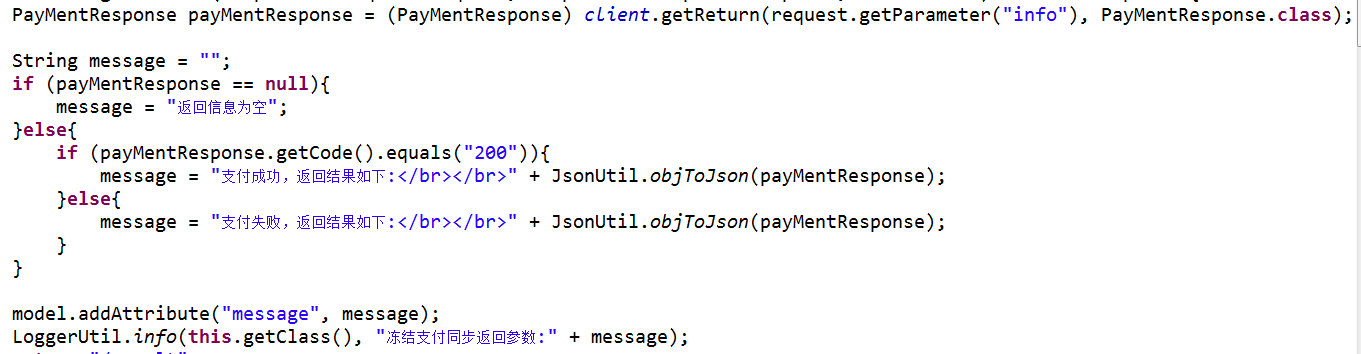 PayMentResponse payMentResponse = (PayMentResponse) client.getReturn(request.getParameter("info"), PayMentResponse.class);
String message = "";
if (payMentResponse == null){
message = "返回信息为空";
}else{
if (payMentResponse.getCode().equals("200")){
message = "支付成功，返回结果如下:</br></br>" + JsonUtil.objToJson(payMentResponse);
}else{
message = "支付失败，返回结果如下:</br></br>" + JsonUtil.objToJson(payMentResponse);
}
}
model.addAttribute("message", message);
LoggerUtil.info(this.getClass(), "冻结支付同步返回参数:" + message);